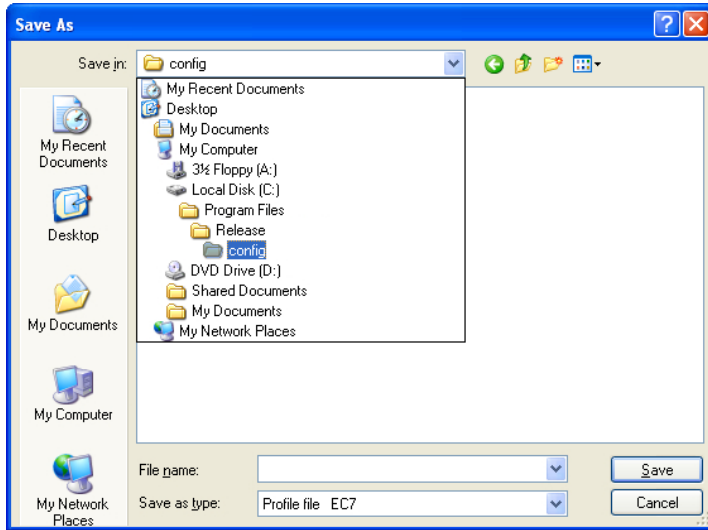 Save As
Save in: config
My Recent Documents
Desktop
My Documents
My Computer
3½ Floppy (A:)
Local Disk (C:)
Program Files
Release
config
DVD Drive (D:)
Shared Documents
My Documents
My Network Places
My Recent
Documents
Desktop
My Documents
My Computer
My Network
Places
File name:
Save
Save as type: Profile file EC7
Cancel